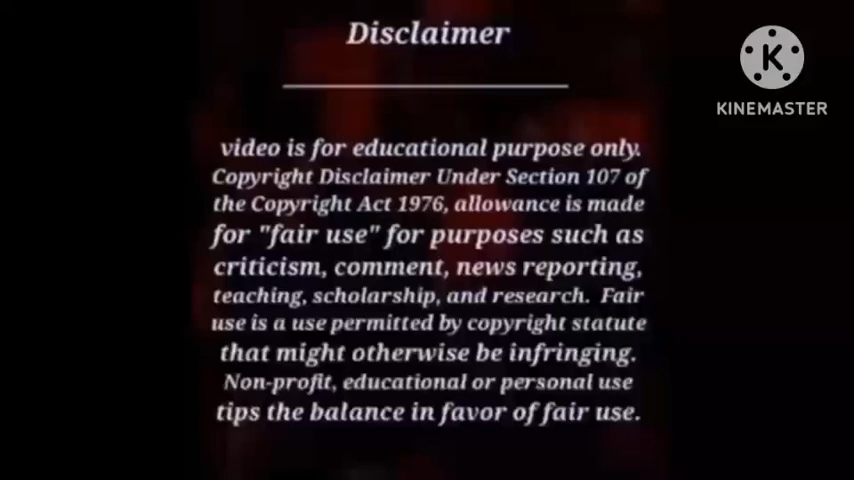 Disclaimer
KINEMASTER
video is for educational purpose only.
Copyright Disclaimer Under Section 107 of
the Copyright Act 1976, allowance is made
for "fair use" for purposes such as
criticism, comment, news reporting,
teaching, scholarship, and research. Fair
use is a use permitted by copyright statute
that might otherwise be infringing.
Non-profit, educational or personal use
tips the balance in favor of fair use.